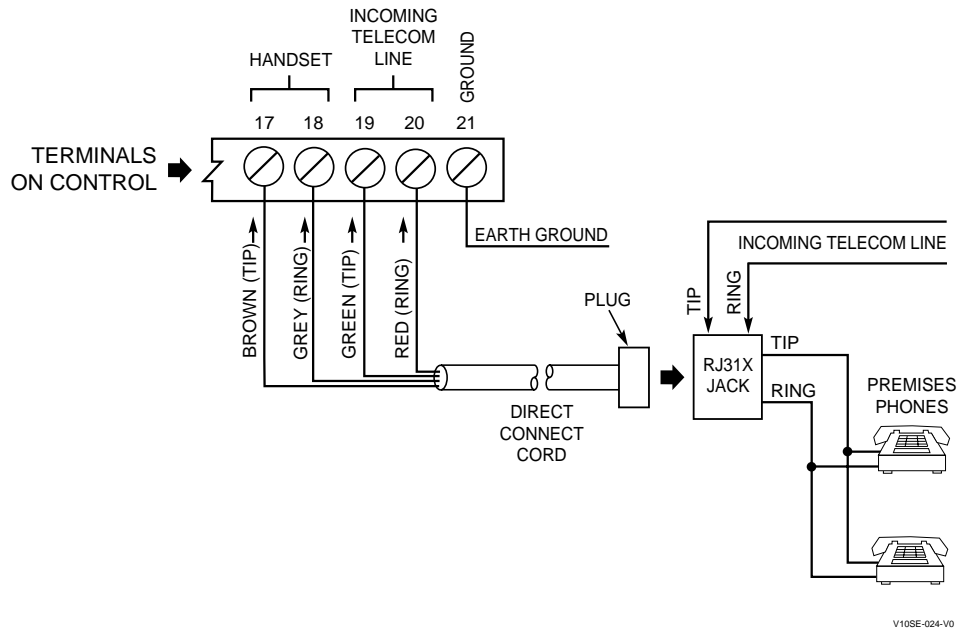 INCOMING
TELECOM
LINE
HANDSET
GROUND
17 18 19 20 21
TERMINALS
ON CONTROL
BROWN (TIP)
GREY (RING)
GREEN (TIP)
RED (RING)
EARTH GROUND
INCOMING TELECOM LINE
TIP
RING
PLUG
RJ31X
JACK
TIP
RING
PREMISES
PHONES
DIRECT
CONNECT
CORD
V10SE-024-V0